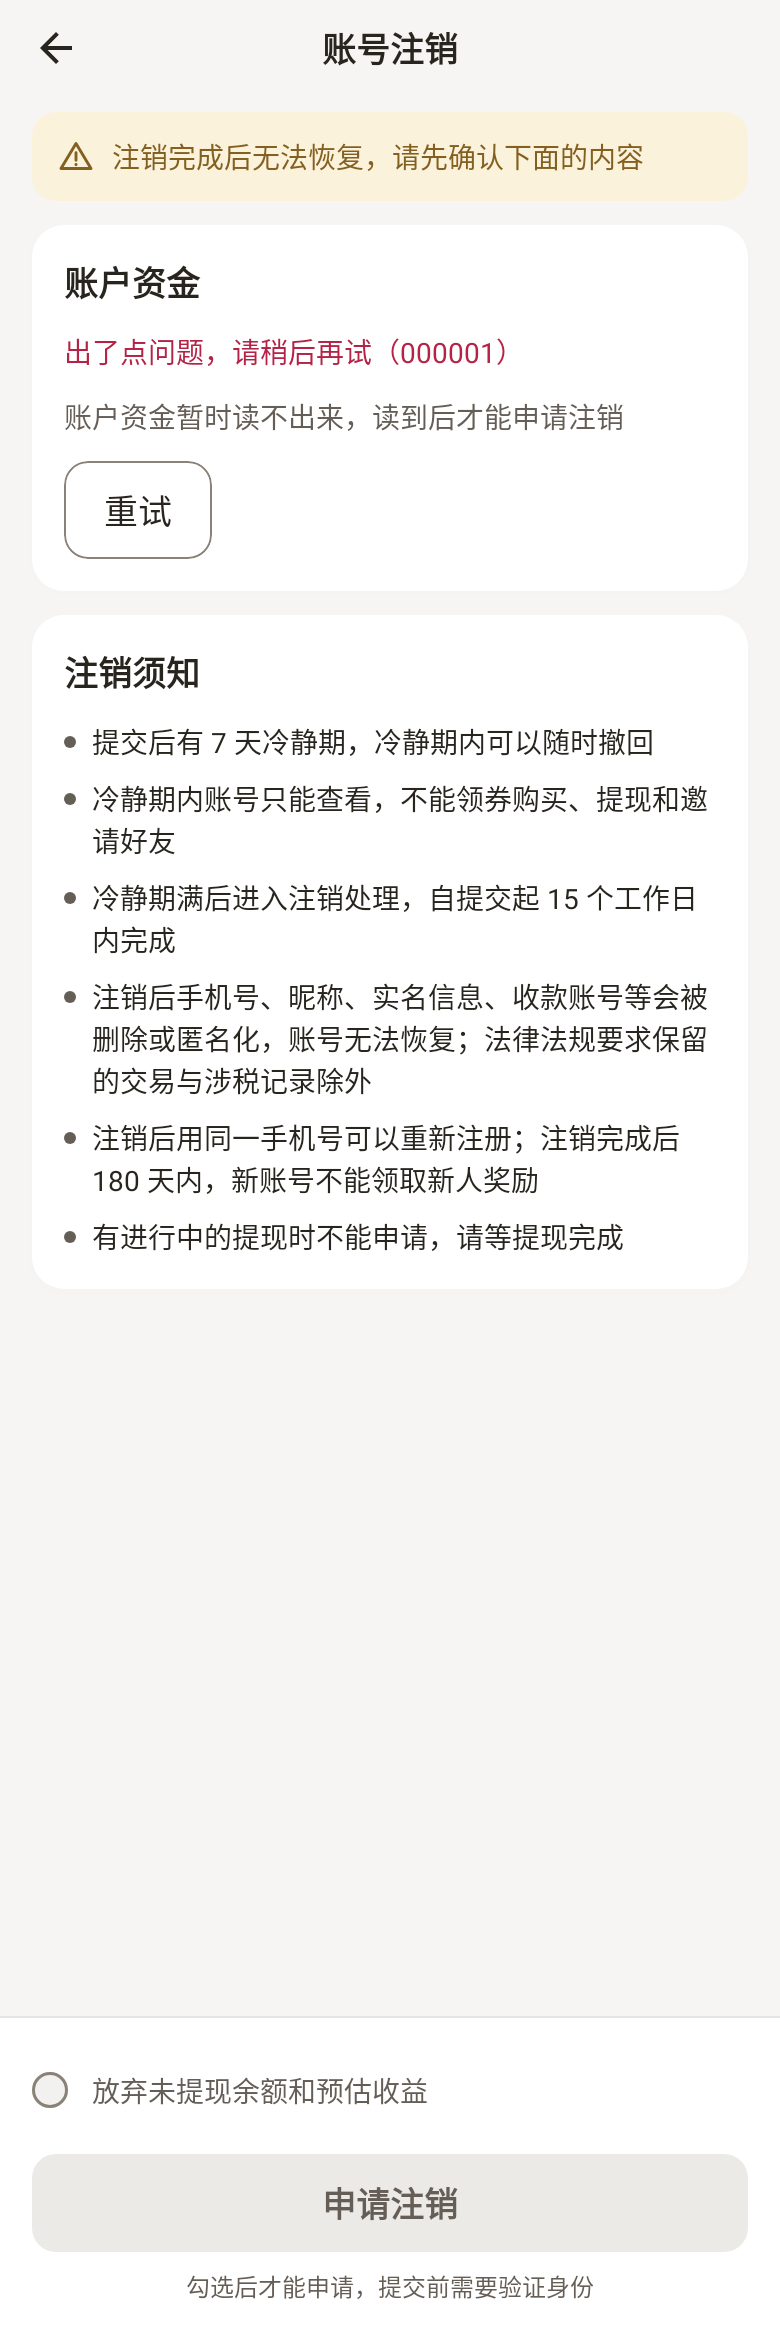 账号注销
注销完成后无法恢复，请先确认下面的内容
账户资金
出了点问题，请稍后再试（000001）
账户资金暂时读不出来，读到后才能申请注销
重试
注销须知
提交后有 7 天冷静期，冷静期内可以随时撤回
冷静期内账号只能查看，不能领券购买、提现和邀
请好友
冷静期满后进入注销处理，自提交起 15 个工作日
内完成
注销后手机号、昵称、实名信息、收款账号等会被
删除或匿名化，账号无法恢复；法律法规要求保留
的交易与涉税记录除外
注销后用同一手机号可以重新注册；注销完成后
180 天内，新账号不能领取新人奖励
有进行中的提现时不能申请，请等提现完成
放弃未提现余额和预估收益
申请注销
勾选后才能申请，提交前需要验证身份